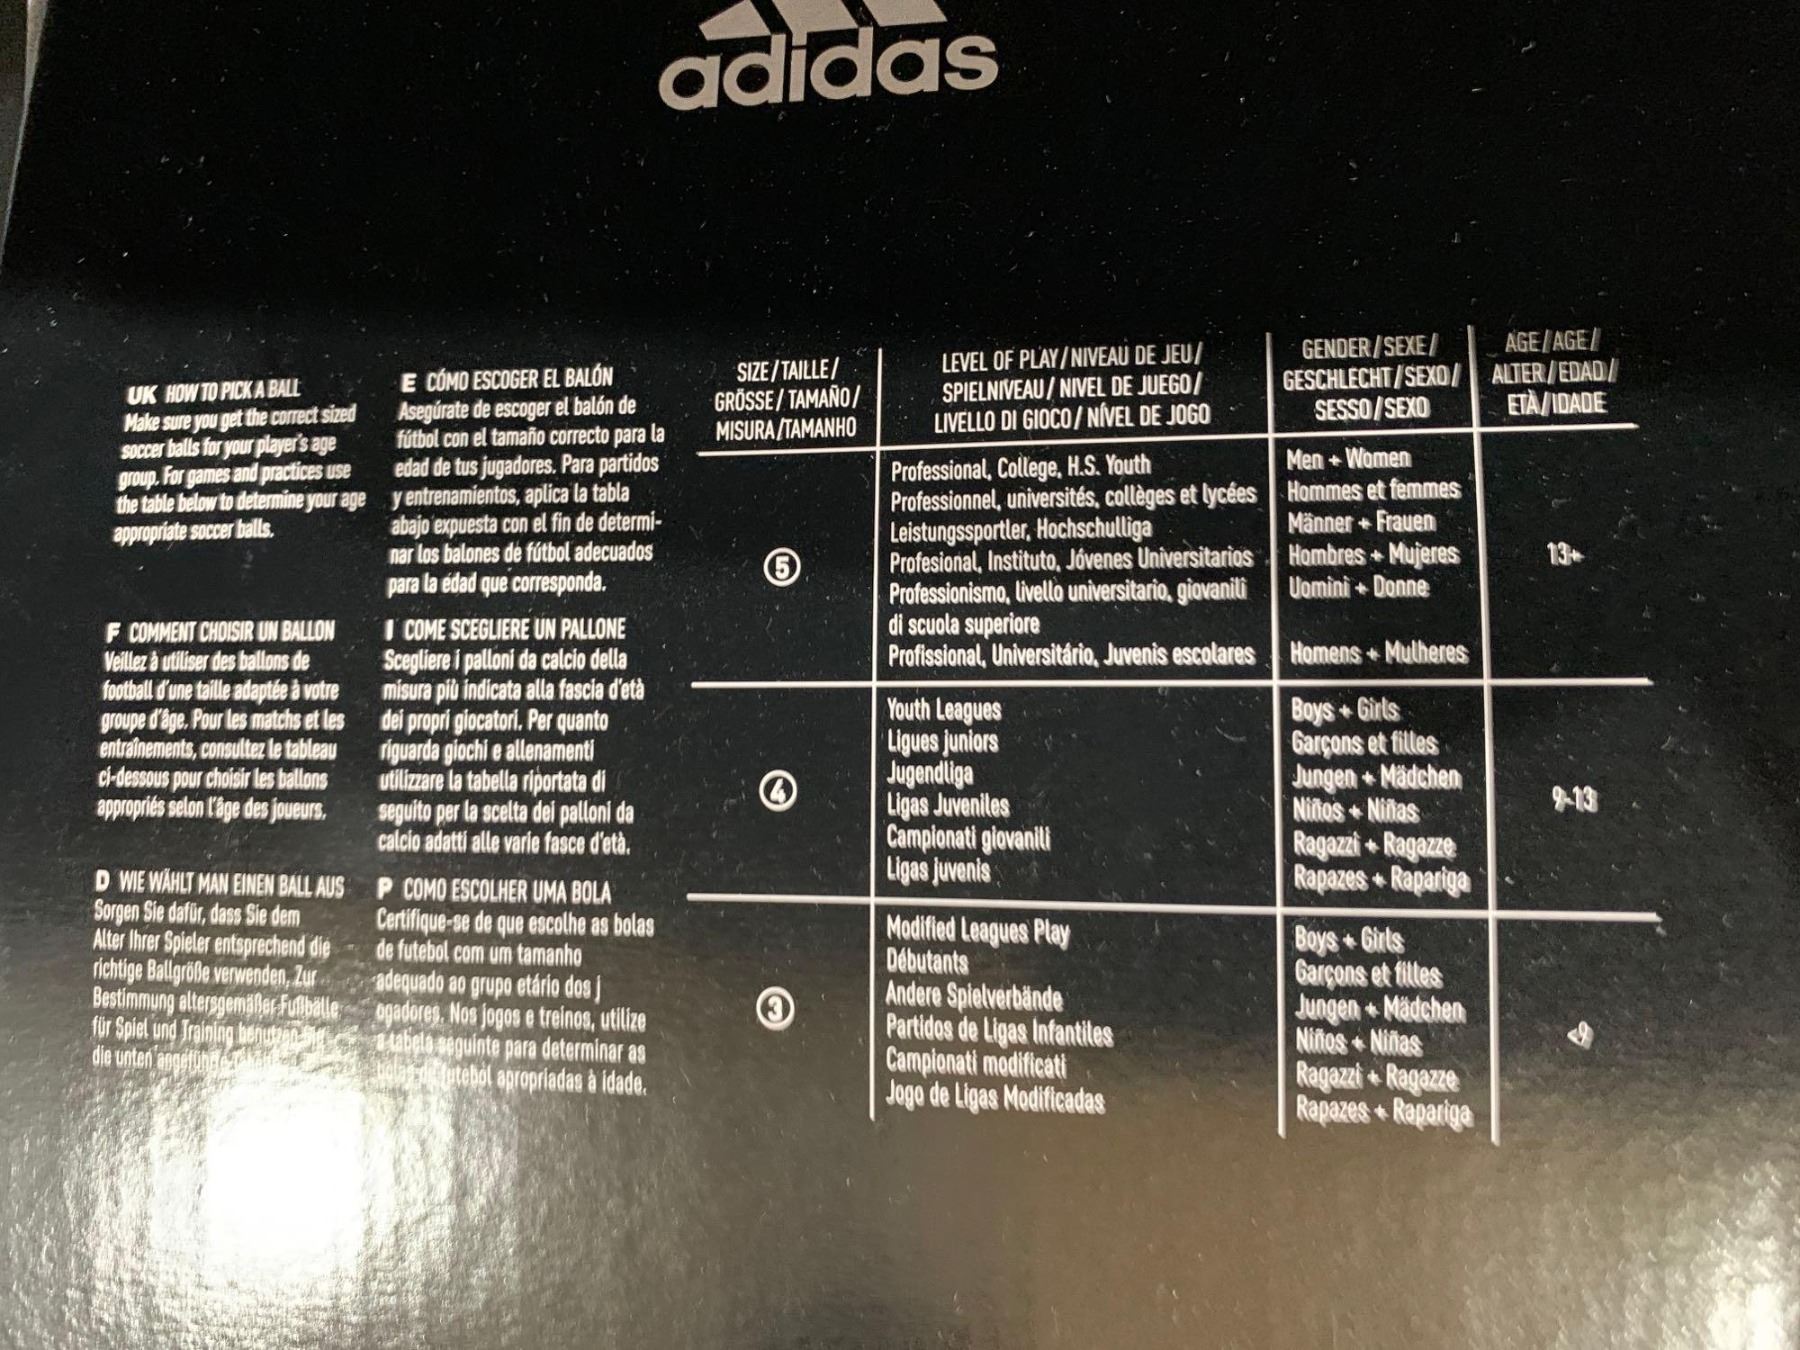 adidas
UK HOW TO PICK A BALL
Make sure you get the correct sized
soccer balls for your player's age
group. For games and practices use
the table below to determine your age
appropriate soccer balls.
F COMMENT CHOISIR UN BALLON
Veillez à utiliser des ballons de
football d'une taille adaptée à votre
groupe d'âge. Pour les matchs et les
entraînements, consultez le tableau
ci-dessous pour choisir les ballons
appropriés selon l'âge des joueurs.
D WIE WÄHLT MAN EINEN BALL AUS
Sorgen Sie dafür, dass Sie dem
Alter Ihrer Spieler entsprechend die
richtige Ballgröße verwenden. Zur
Bestimmung altersgemäßer Fußbälle
für Spiel und Training
die unten
E CÓMO ESCOGER EL BALÓN
Asegúrate de escoger el balón de
fútbol con el tamaño correcto para la
edad de tus jugadores. Para partidos
y entrenamientos, aplica la tabla
abajo expuesta con el fin de determi-
nar los balones de fútbol adecuados
para la edad que corresponda.
I COME SCEGLIERE UN PALLONE
Scegliere i palloni da calcio della
misura più indicata alla fascia d'età
dei propri giocatori. Per quanto
riguarda giochi e allenamenti
utilizzare la tabella riportata di
seguito per la scelta dei palloni da
calcio adatti alle varie fasce d'età.
P COMO ESCOLHER UMA BOLA
Certifique-se de que escolhe as bolas
de futebol com um tamanho
adequado ao grupo etário dos j
ogadores. Nos jogos e treinos, utilize
a tabela seguinte para determinar as
futebol apropriadas à idade.
SIZE/TAILLE/
GRÖSSE/TAMAÑO/
MISURA/TAMANHO
LEVEL OF PLAY/NIVEAU DE JEU/
SPIELNIVEAU/NIVEL DE JUEGO/
LIVELLO DI GIOCO/NÍVEL DE JOGO
GENDER/SEXE/
GESCHLECHT/SEXO/
SESSO/SEXO
AGE/AGE/
ALTER/EDAD/
ETÀ/IDADE
5
Professional, College, H.S. Youth
Professionnel, universités, collèges et lycées
Leistungssportler, Hochschulliga
Profesional, Instituto, Jóvenes Universitarios
Professionismo, livello universitario, giovanili
di scuola superiore
Profissional, Universitário, Juvenis escolares
Men + Women
Hommes et femmes
Männer + Frauen
Hombres + Mujeres
Uomini + Donne
Homens + Mulheres
13+
4
Youth Leagues
Ligues juniors
Jugendliga
Ligas Juveniles
Campionati giovanili
Ligas juvenis
Boys + Girls
Garçons et filles
Jungen + Mädchen
Niños + Niñas
Ragazzi + Ragazze
Rapazes + Rapariga
9-13
3
Modified Leagues Play
Débutants
Andere Spielverbände
Partidos de Ligas Infantiles
Campionati modificati
Jogo de Ligas Modificadas
Boys + Girls
Garçons et filles
Jungen + Mädchen
Niños + Niñas
Ragazzi + Ragazze
Rapazes + Rapariga
<9